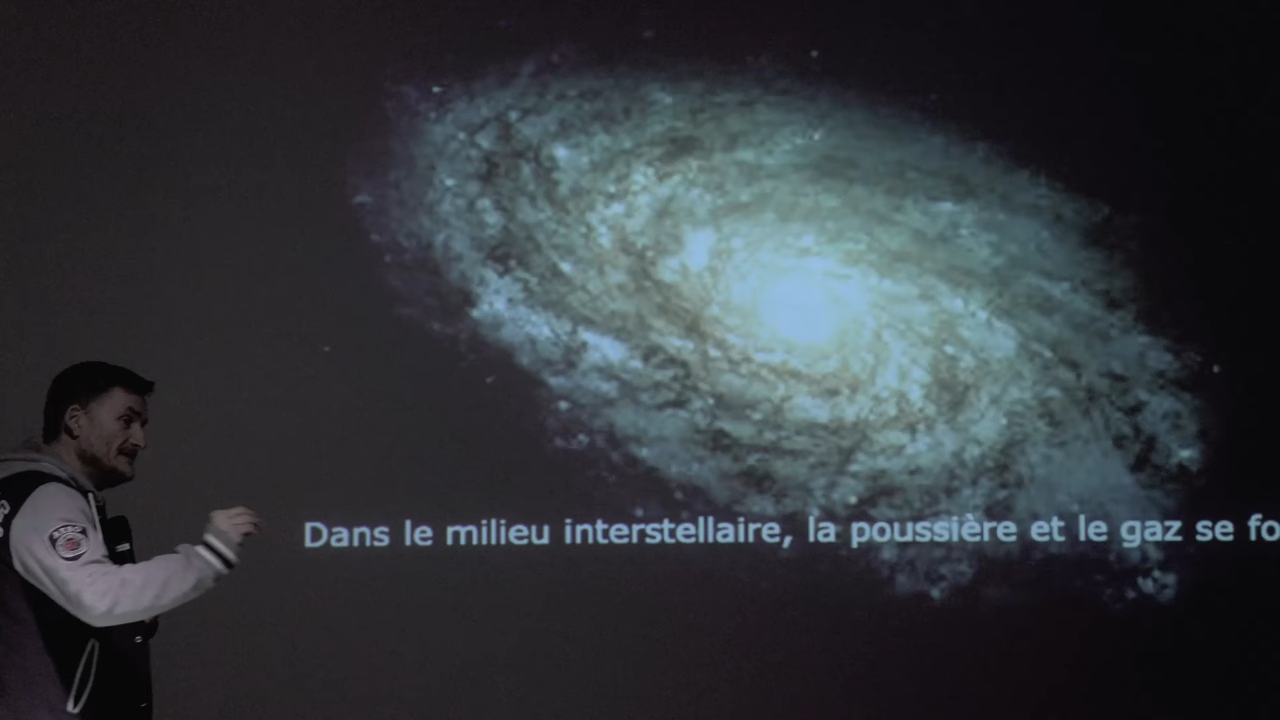 Dans le milieu interstellaire, la poussière et le gaz se fo